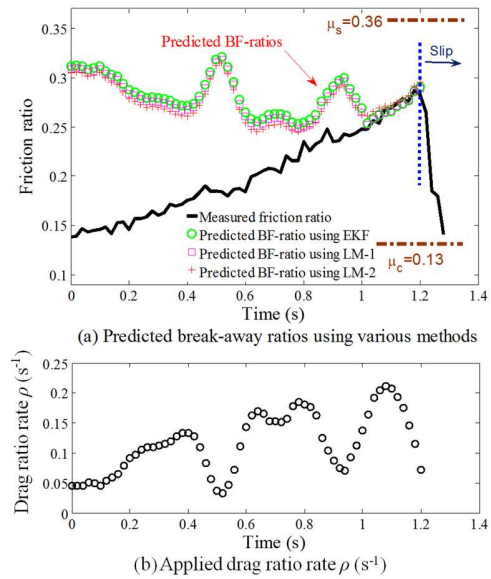 μs=0.36
Predicted BF-ratios
Slip
0.35
0.3
0.25
0.2
0.15
0.1
Friction ratio
Measured friction ratio
Predicted BF-ratio using EKF
Predicted BF-ratio using LM-1
Predicted BF-ratio using LM-2
μc=0.13
0 0.2 0.4 0.6 0.8 1 1.2 1.4
Time (s)
(a) Predicted break-away ratios using various methods
0.25
0.2
0.15
0.1
0.05
0
Drag ratio rate ρ (s-1)
0 0.2 0.4 0.6 0.8 1 1.2 1.4
Time (s)
(b) Applied drag ratio rate ρ (s-1)